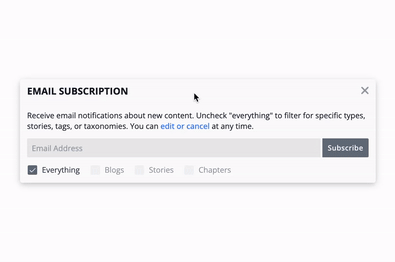 EMAIL SUBSCRIPTION
Receive email notifications about new content. Uncheck "everything" to filter for specific types,
stories, tags, or taxonomies. You can edit or cancel at any time.
Email Address
Subscribe
Everything
Blogs
Stories
Chapters